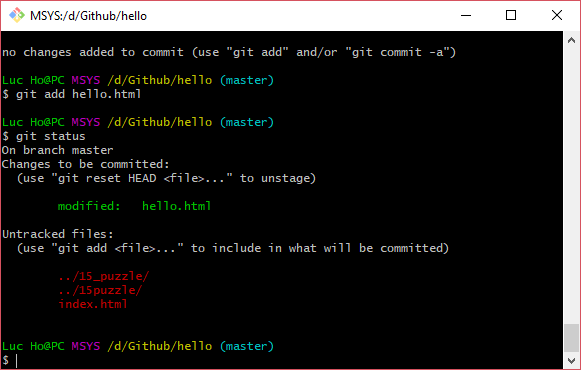 MSYS:/d/Github/hello
no changes added to commit (use "git add" and/or "git commit -a")
Luc Ho@PC MSYS /d/Github/hello (master)
$ git add hello.html
Luc Ho@PC MSYS /d/Github/hello (master)
$ git status
On branch master
Changes to be committed:
  (use "git reset HEAD <file>..." to unstage)
        modified:   hello.html
Untracked files:
  (use "git add <file>..." to include in what will be committed)
        ../15_puzzle/
        ../15puzzle/
        index.html
Luc Ho@PC MSYS /d/Github/hello (master)
$